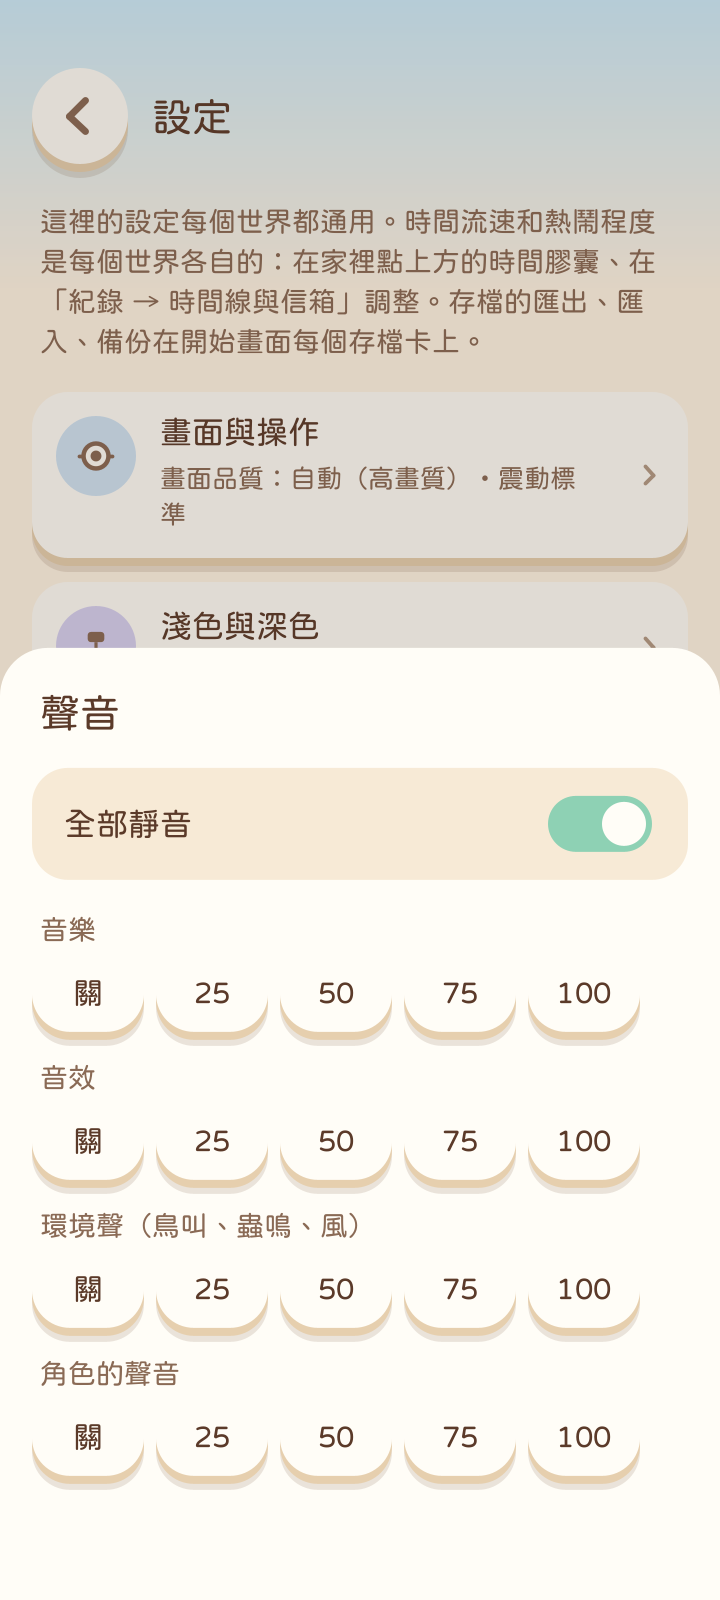 設定
這裡的設定每個世界都通用。時間流速和熱鬧程度
是每個世界各自的：在家裡點上方的時間膠囊、在
「紀錄 → 時間線與信箱」調整。存檔的匯出、匯
入、備份在開始畫面每個存檔卡上。
畫面與操作
畫面品質：自動（高畫質）・震動標
準
淺色與深色
聲音
全部靜音
音樂
關 25 50 75 100
音效
關 25 50 75 100
環境聲（鳥叫、蟲鳴、風）
關 25 50 75 100
角色的聲音
關 25 50 75 100